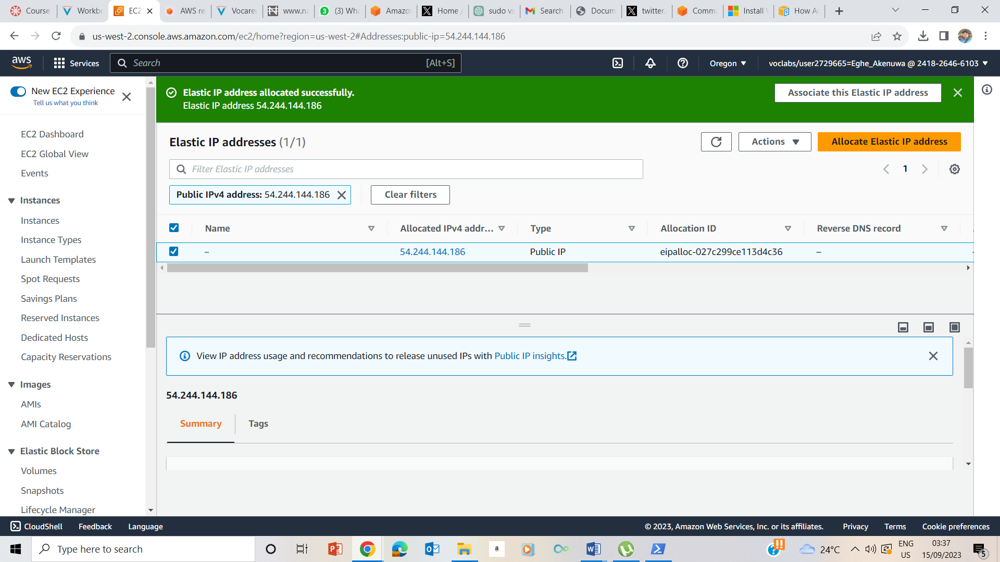 Course
Workbe
EC2
AWS re
Vocareu
www.na
(3) Wha
Amazo
Home /
sudo vs
Search
Docum
twitter.
Comma
Install
How A
us-west-2.console.aws.amazon.com/ec2/home?region=us-west-2#Addresses:public-ip=54.244.144.186
aws
Services
Search
[Alt+S]
Oregon
voclabs/user2729665=Eghe_Akenuwa @ 2418-2646-6103
New EC2 Experience
Tell us what you think
EC2 Dashboard
EC2 Global View
Events
Instances
Instances
Instance Types
Launch Templates
Spot Requests
Savings Plans
Reserved Instances
Dedicated Hosts
Capacity Reservations
Images
AMIs
AMI Catalog
Elastic Block Store
Volumes
Snapshots
Lifecycle Manager
Elastic IP address allocated successfully.
Elastic IP address 54.244.144.186
Associate this Elastic IP address
Elastic IP addresses (1/1)
Actions
Allocate Elastic IP address
Filter Elastic IP addresses
1
Public IPv4 address: 54.244.144.186
Clear filters
Name
Allocated IPv4 addr...
Type
Allocation ID
Reverse DNS record
–
54.244.144.186
Public IP
eipalloc-027c299ce113d4c36
–
View IP address usage and recommendations to release unused IPs with Public IP insights.
54.244.144.186
Summary
Tags
CloudShell
Feedback
Language
© 2023, Amazon Web Services, Inc. or its affiliates.
Privacy
Terms
Cookie preferences
Type here to search
24°C
ENG
US
03:37
15/09/2023
5